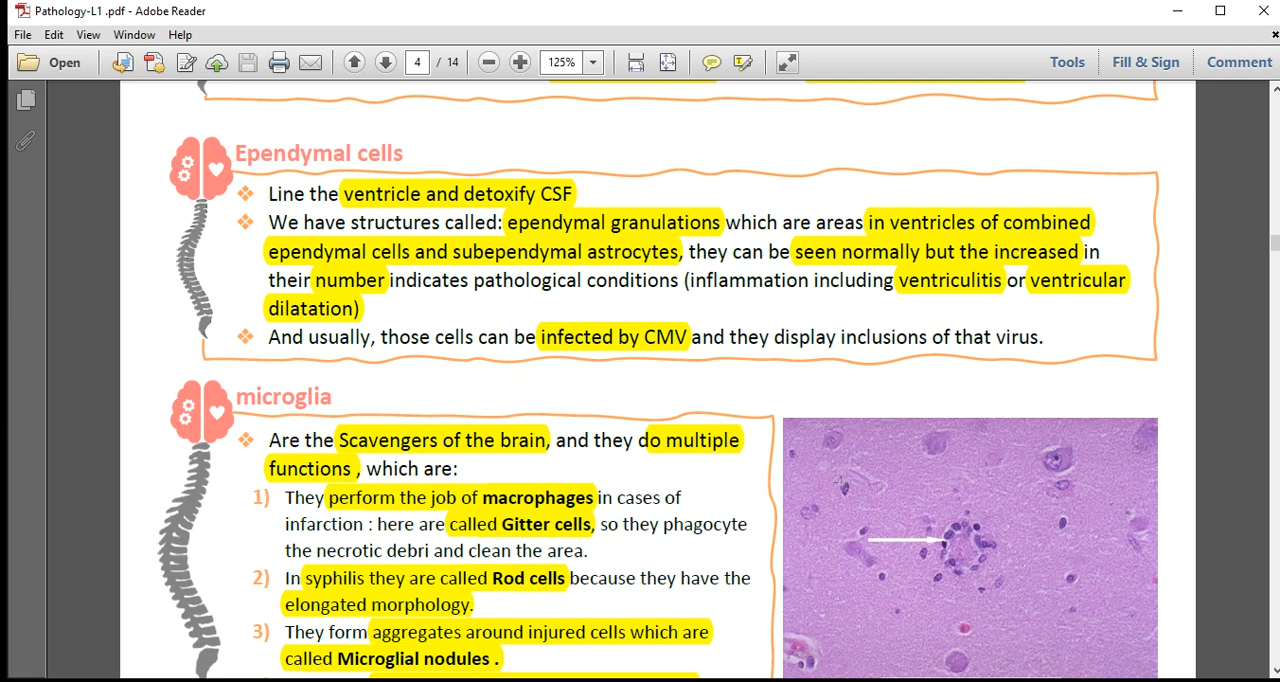 Pathology-L1 .pdf - Adobe Reader
File Edit View Window Help
Open 4 / 14 125% Tools Fill & Sign Comment
Ependymal cells
❖ Line the ventricle and detoxify CSF
❖ We have structures called: ependymal granulations which are areas in ventricles of combined
ependymal cells and subependymal astrocytes, they can be seen normally but the increased in
their number indicates pathological conditions (inflammation including ventriculitis or ventricular
dilatation)
❖ And usually, those cells can be infected by CMV and they display inclusions of that virus.
microglia
❖ Are the Scavengers of the brain, and they do multiple
functions , which are:
1) They perform the job of macrophages in cases of
infarction : here are called Gitter cells, so they phagocyte
the necrotic debri and clean the area.
2) In syphilis they are called Rod cells because they have the
elongated morphology.
3) They form aggregates around injured cells which are
called Microglial nodules .